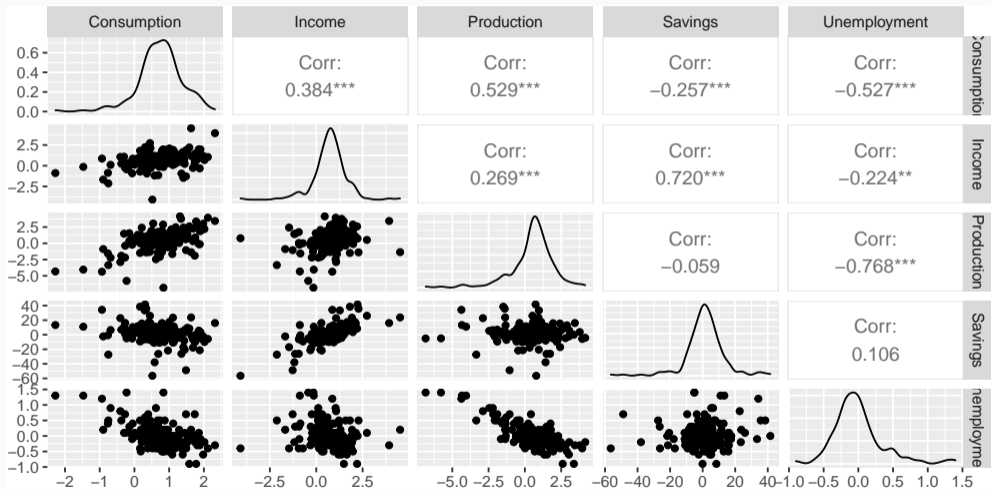 Consumption Income Production Savings Unemployment
0.6
0.4
0.2
0.0
Corr:
0.384***
Corr:
0.529***
Corr:
−0.257***
Corr:
−0.527***
Consumption
2.5
0.0
−2.5
Corr:
0.269***
Corr:
0.720***
Corr:
−0.224**
Income
2.5
0.0
−2.5
−5.0
Corr:
−0.059
Corr:
−0.768***
Production
40
20
0
−20
−40
−60
Corr:
0.106
Savings
1.5
1.0
0.5
0.0
−0.5
−1.0
nemployme
−2 −1 0 1 2 −2.5 0.0 2.5 −5.0 −2.5 0.0 2.5 −60 −40 −20 0 20 40 −1.0 −0.5 0.0 0.5 1.0 1.5